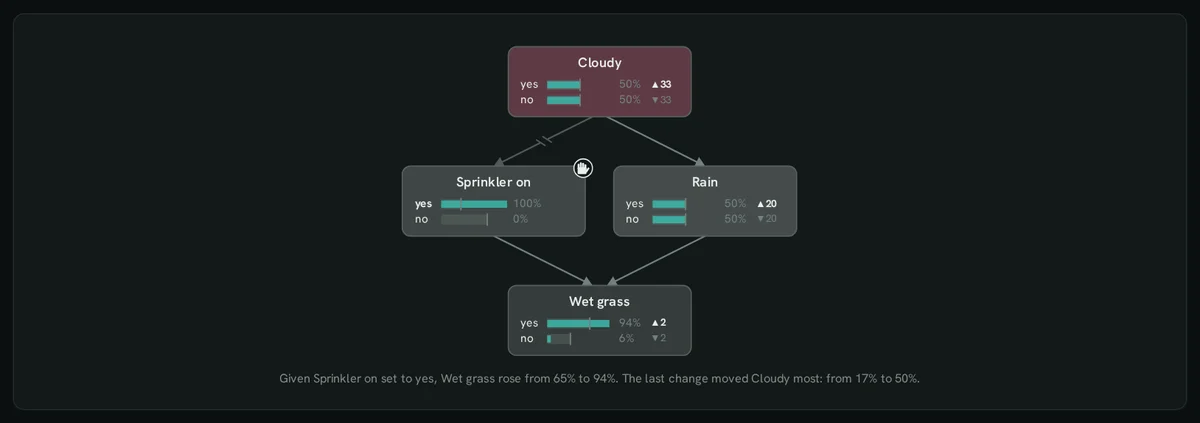 Cloudy
yes 50% ▲33
no 50% ▼33
Sprinkler on
yes 100%
no 0%
Rain
yes 50% ▲20
no 50% ▼20
Wet grass
yes 94% ▲2
no 6% ▼2
Given Sprinkler on set to yes, Wet grass rose from 65% to 94%. The last change moved Cloudy most: from 17% to 50%.